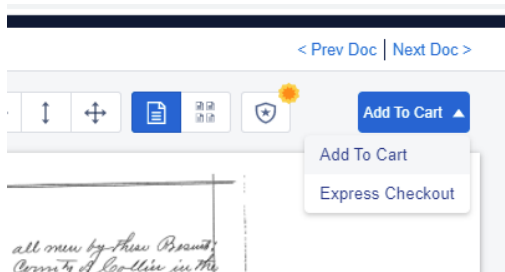 < Prev Doc | Next Doc >
Add To Cart
Add To Cart
Express Checkout
all men by these Presents;
County of Collin in the